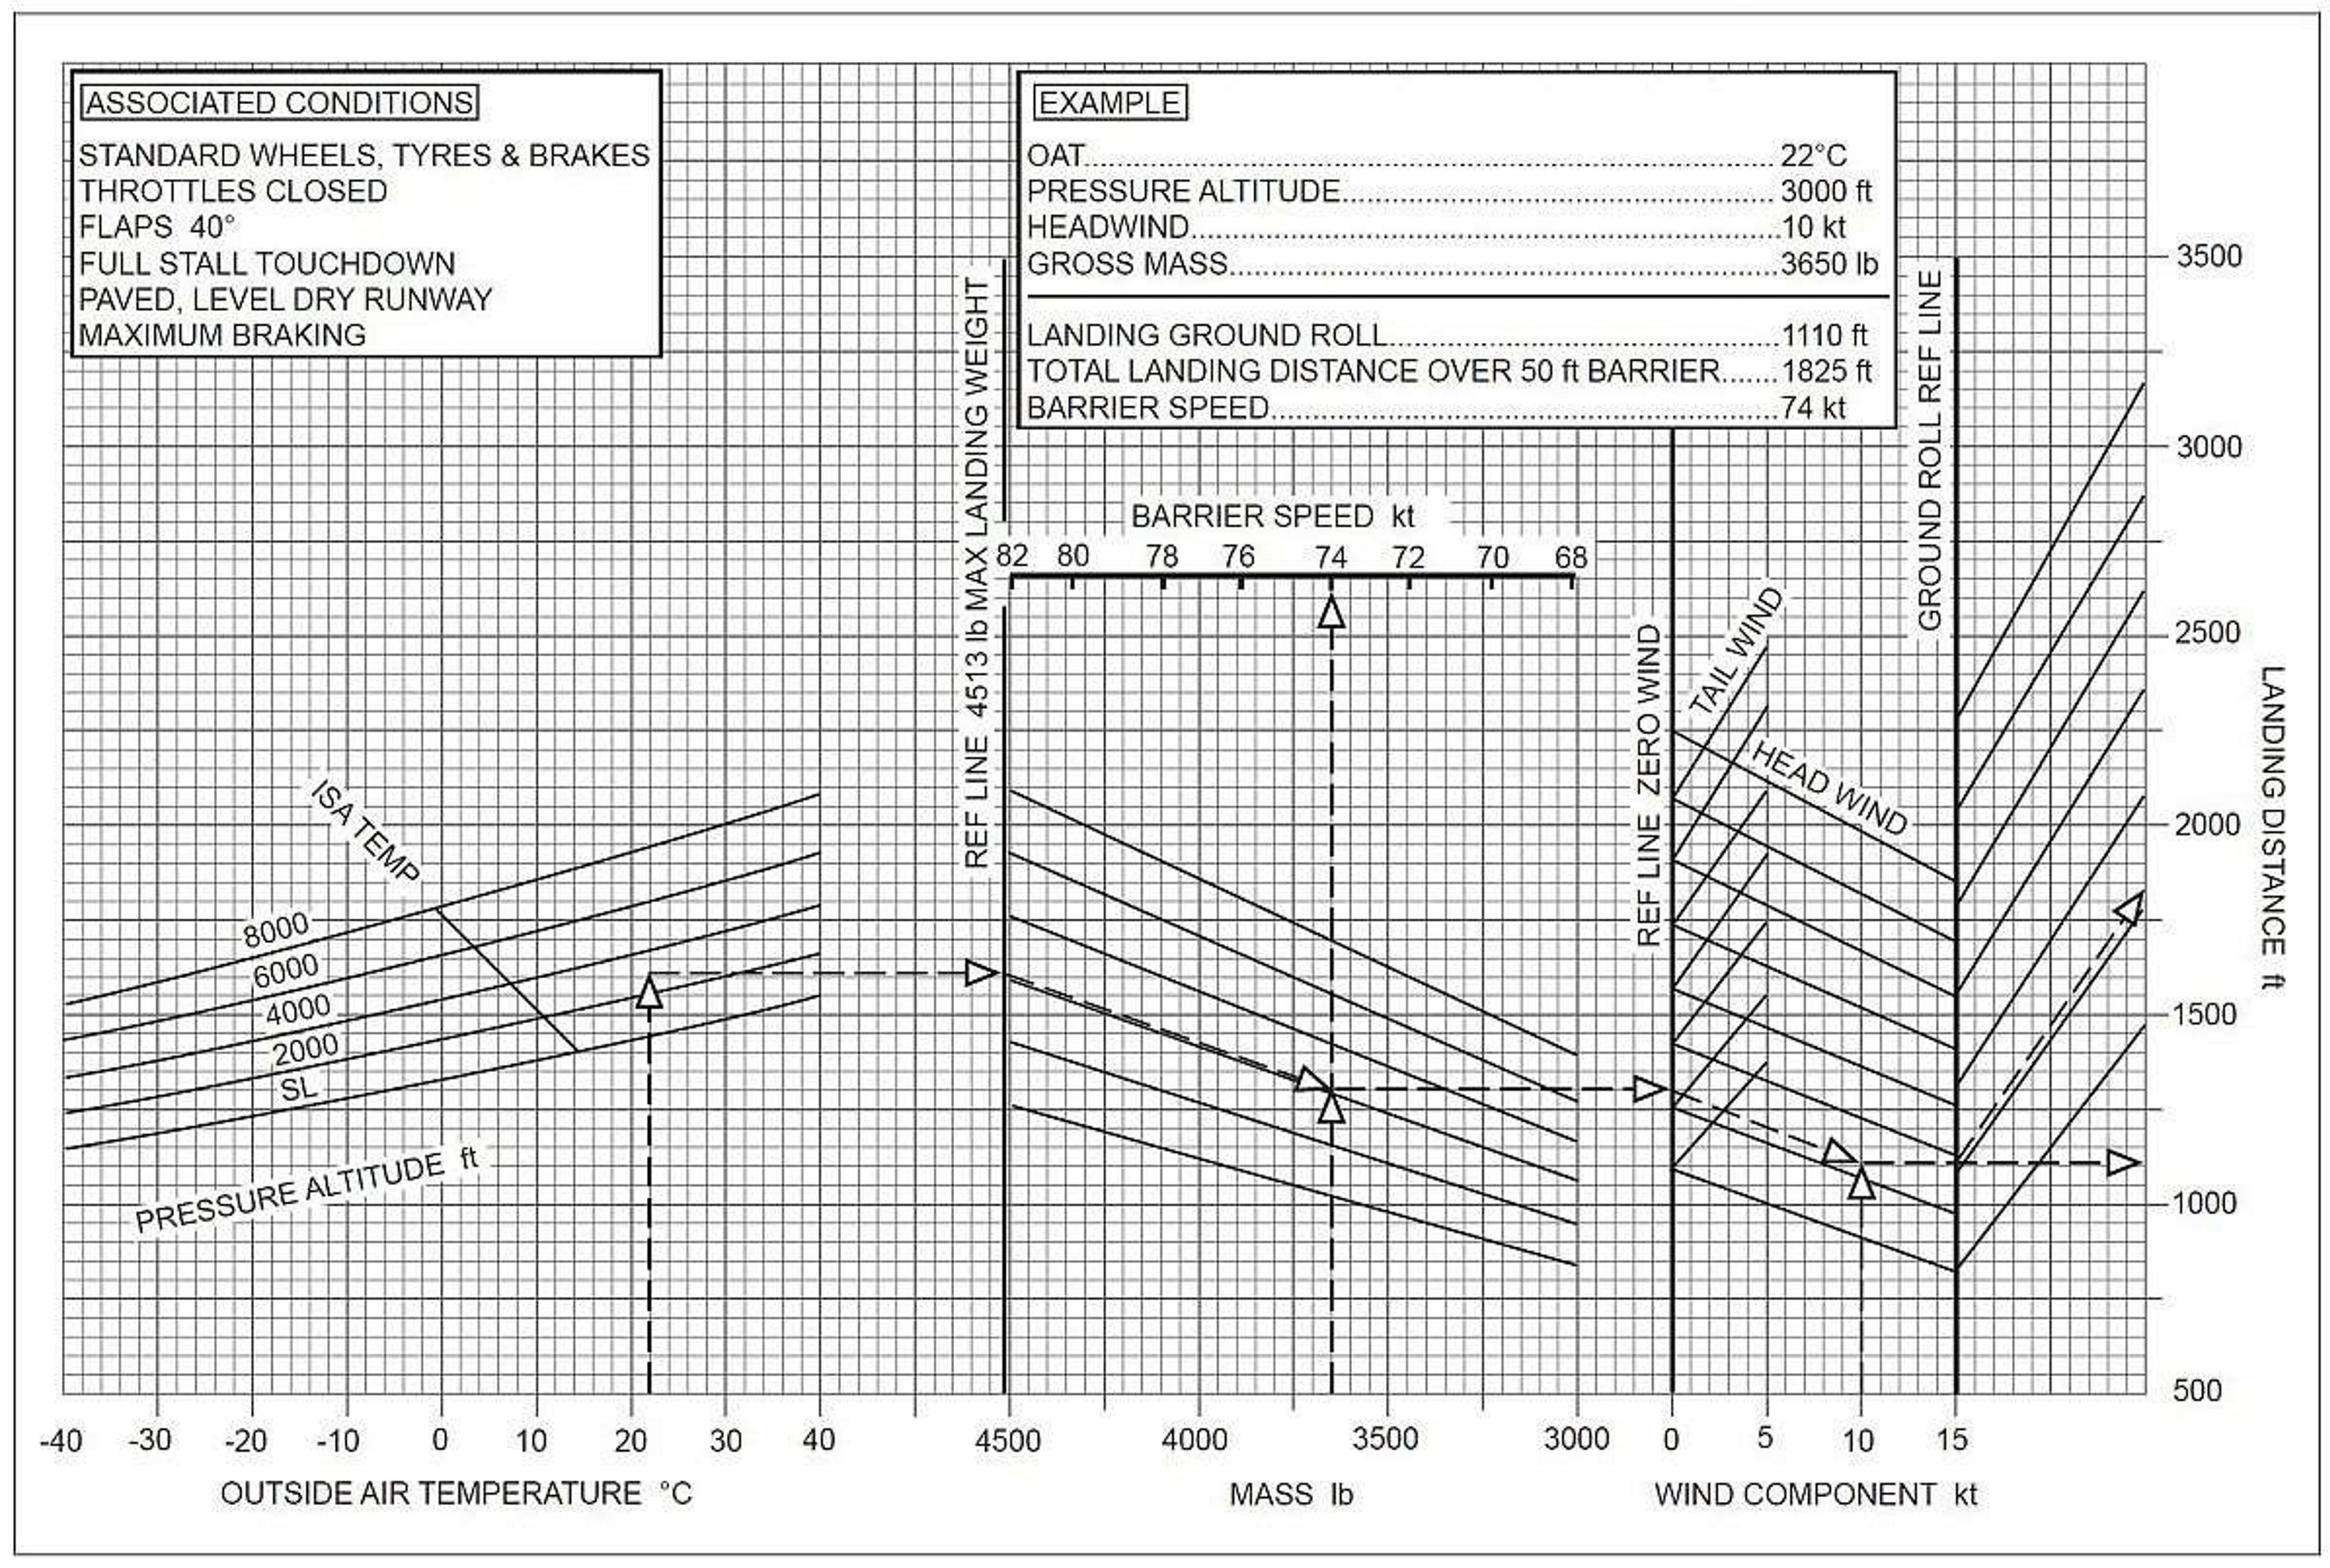 ASSOCIATED CONDITIONS
STANDARD WHEELS, TYRES & BRAKES
THROTTLES CLOSED
FLAPS 40°
FULL STALL TOUCHDOWN
PAVED, LEVEL DRY RUNWAY
MAXIMUM BRAKING
EXAMPLE
OAT.......... 22°C
PRESSURE ALTITUDE.......... 3000 ft
HEADWIND.......... 10 kt
GROSS MASS.......... 3650 lb
LANDING GROUND ROLL.......... 1110 ft
TOTAL LANDING DISTANCE OVER 50 ft BARRIER....... 1825 ft
BARRIER SPEED.......... 74 kt
ISA TEMP
8000
6000
4000
2000
SL
PRESSURE ALTITUDE ft
REF LINE 4513 lb MAX LANDING WEIGHT
BARRIER SPEED kt
82 80 78 76 74 72 70 68
REF LINE ZERO WIND
TAIL WIND
HEAD WIND
GROUND ROLL REF LINE
3500
3000
2500
2000
1500
1000
500
LANDING DISTANCE ft
-40 -30 -20 -10 0 10 20 30 40 4500 4000 3500 3000 0 5 10 15
OUTSIDE AIR TEMPERATURE °C MASS lb WIND COMPONENT kt